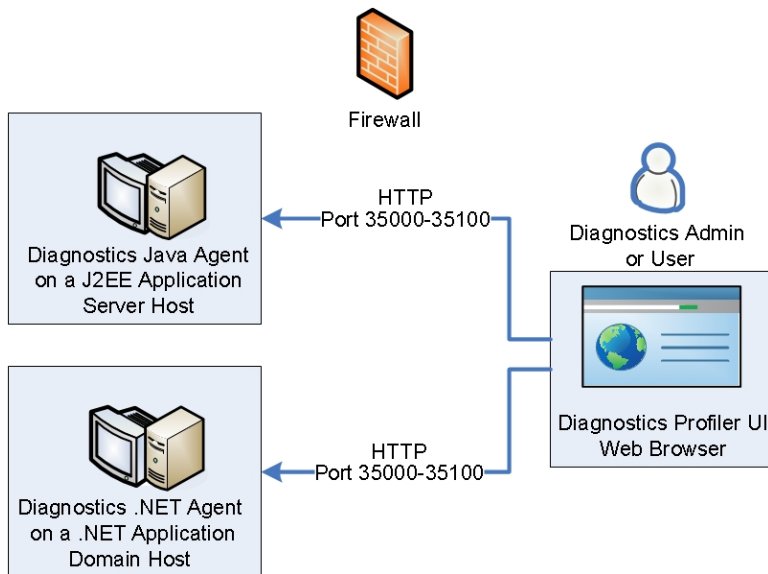 Firewall
Diagnostics Java Agent
on a J2EE Application
Server Host
HTTP
Port 35000-35100
Diagnostics Admin
or User
Diagnostics Profiler UI
Web Browser
Diagnostics .NET Agent
on a .NET Application
Domain Host
HTTP
Port 35000-35100